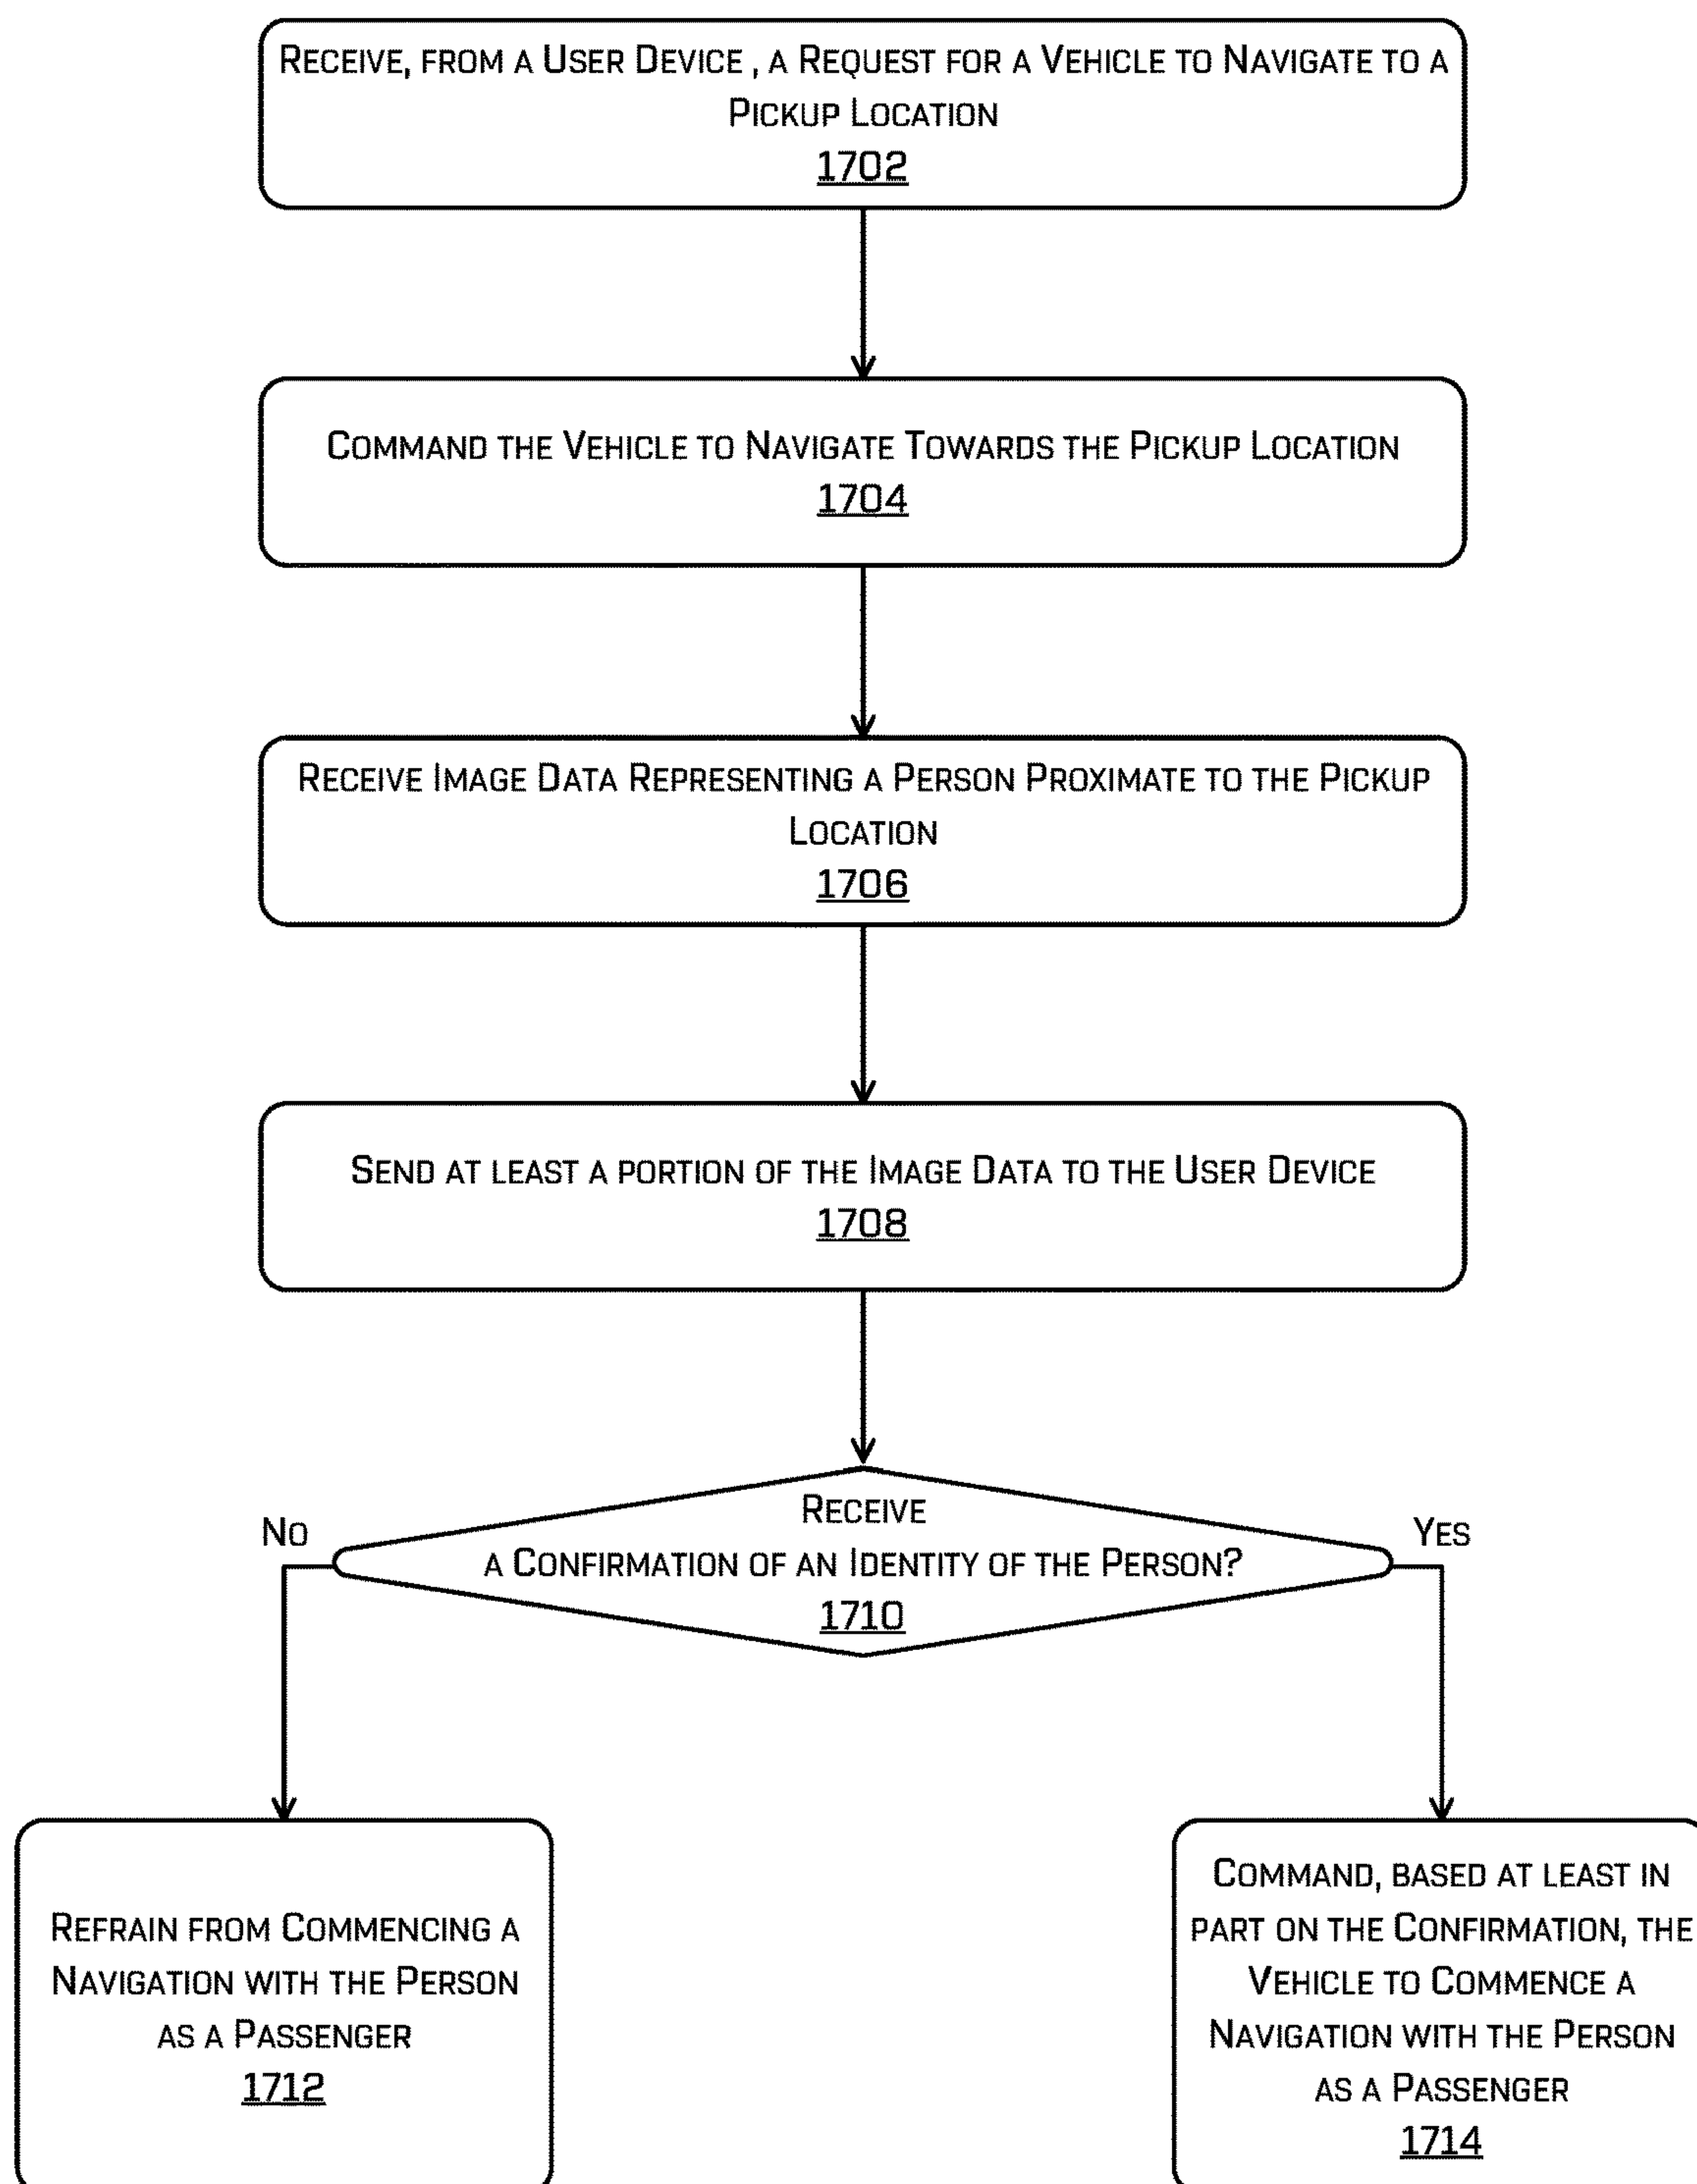 Receive, from a User Device , a Request for a Vehicle to Navigate to a
Pickup Location
1702
Command the Vehicle to Navigate Towards the Pickup Location
1704
Receive Image Data Representing a Person Proximate to the Pickup
Location
1706
Send at least a portion of the Image Data to the User Device
1708
Receive
a Confirmation of an Identity of the Person?
1710
No
Yes
Refrain from Commencing a
Navigation with the Person
as a Passenger
1712
Command, based at least in
part on the Confirmation, the
Vehicle to Commence a
Navigation with the Person
as a Passenger
1714